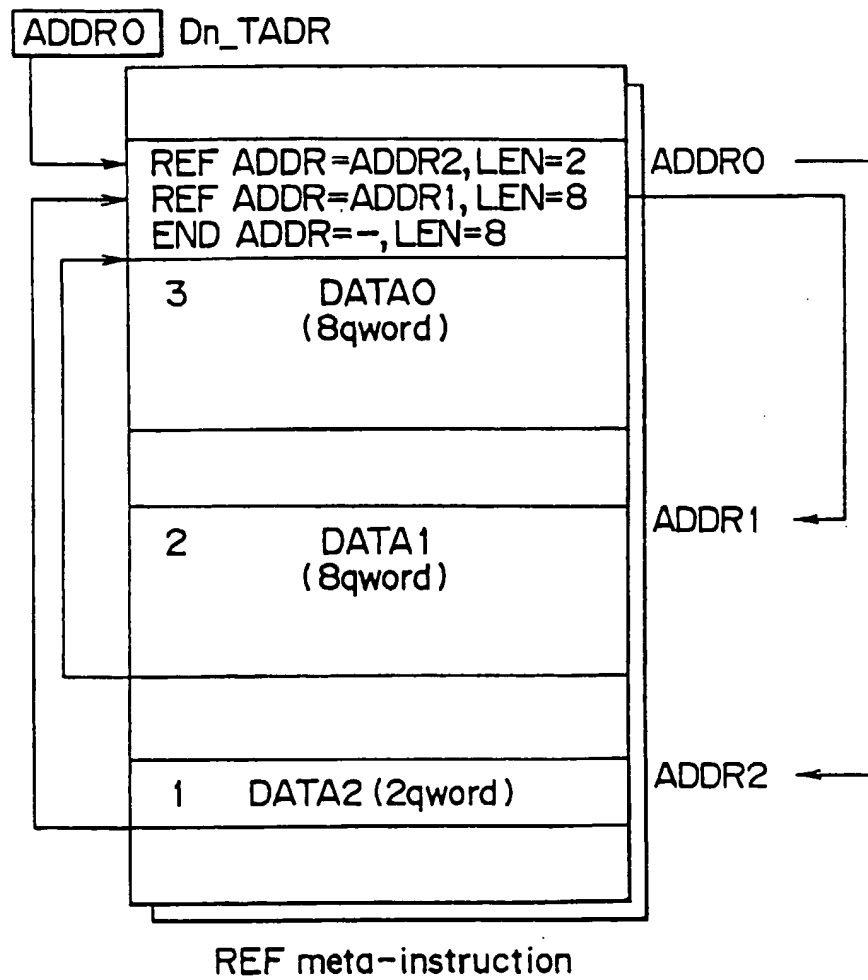 ADDR0 Dn_TADR
REF ADDR=ADDR2,LEN=2
ADDR0
REF ADDR=ADDR1,LEN=8
END ADDR=-,LEN=8
3 DATA0
(8qword)
ADDR1
2 DATA1
(8qword)
ADDR2
1 DATA2(2qword)
REF meta-instruction